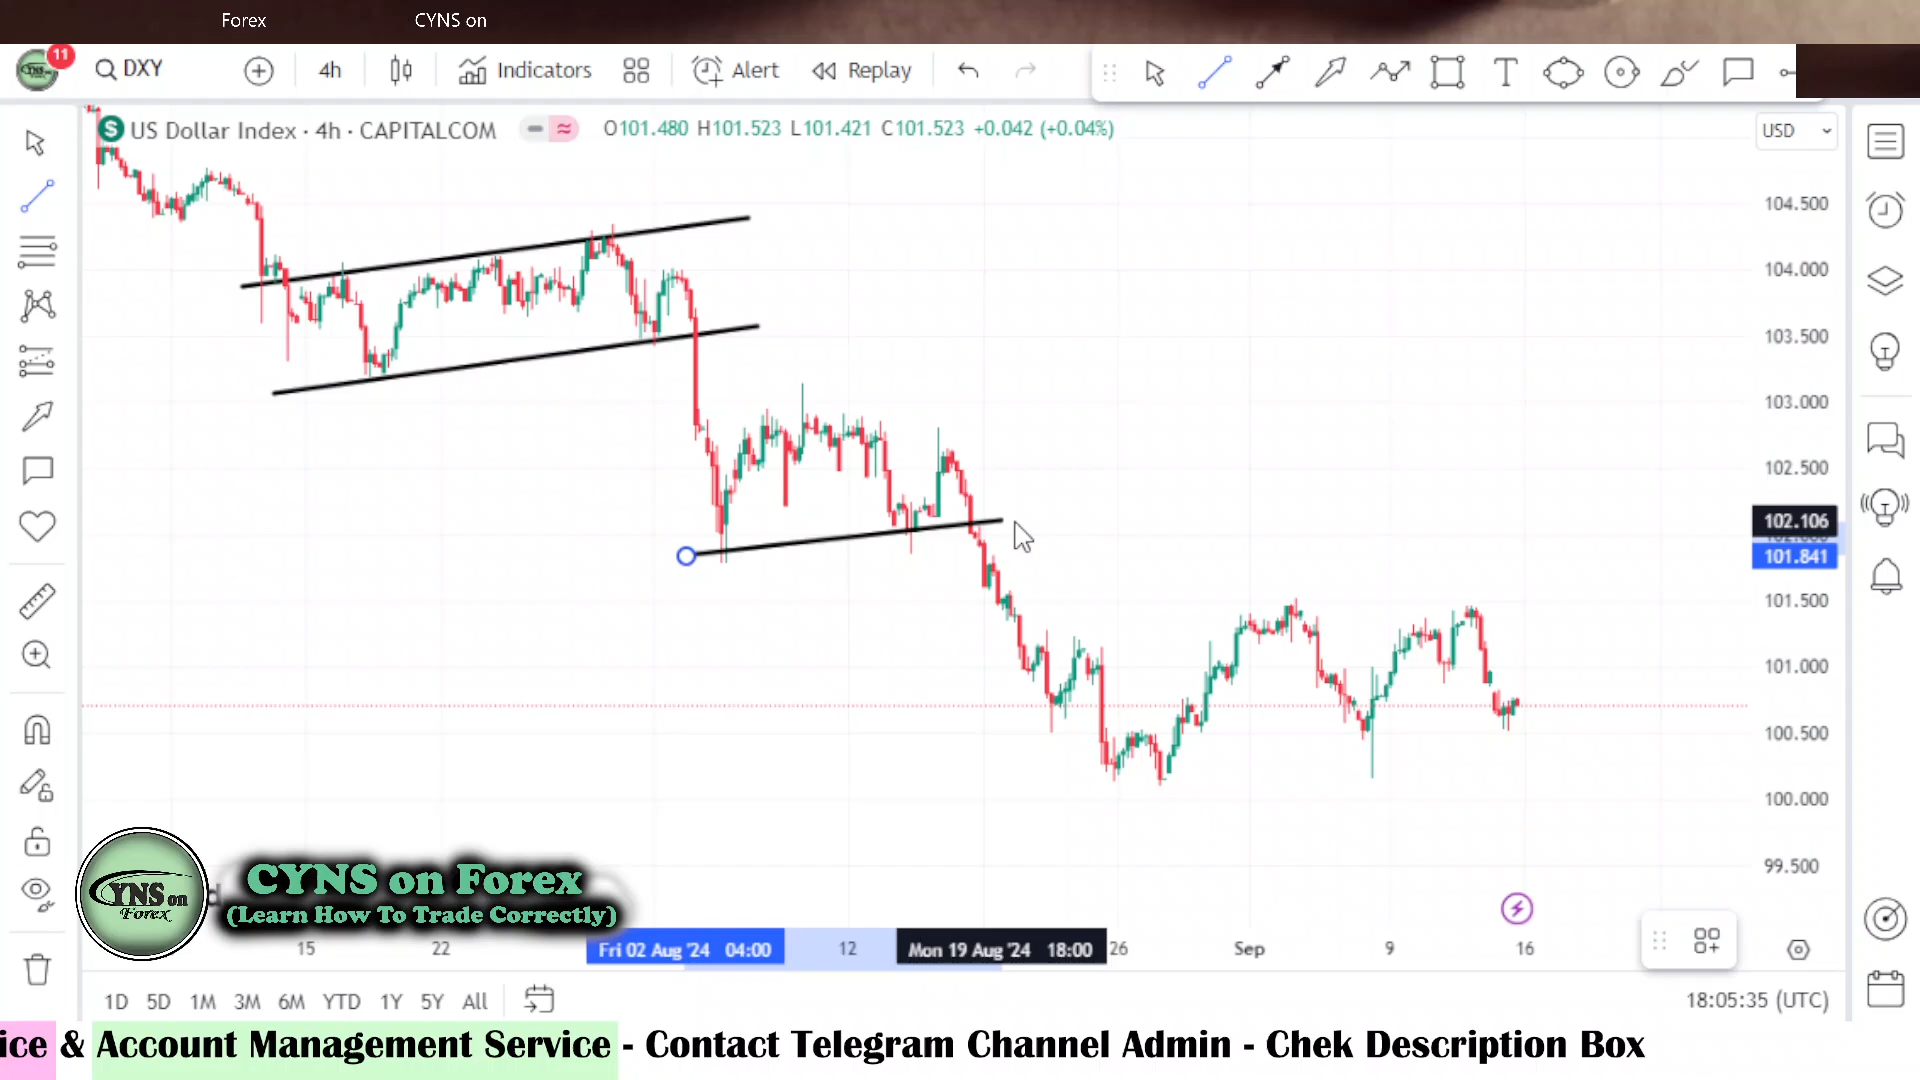 Forex CYNS on
11 DXY 4h Indicators Alert Replay
US Dollar Index · 4h · CAPITALCOM O101.480 H101.523 L101.421 C101.523 +0.042 (+0.04%) USD
104.500
104.000
103.500
103.000
102.500
102.106
101.841
101.500
101.000
100.500
100.000
99.500
CYNS on Forex
(Learn How To Trade Correctly)
YNS on
Forex
15 22 Fri 02 Aug '24 04:00 12 Mon 19 Aug '24 18:00 26 Sep 9 16
1D 5D 1M 3M 6M YTD 1Y 5Y All 18:05:35 (UTC)
ice & Account Management Service - Contact Telegram Channel Admin - Chek Description Box